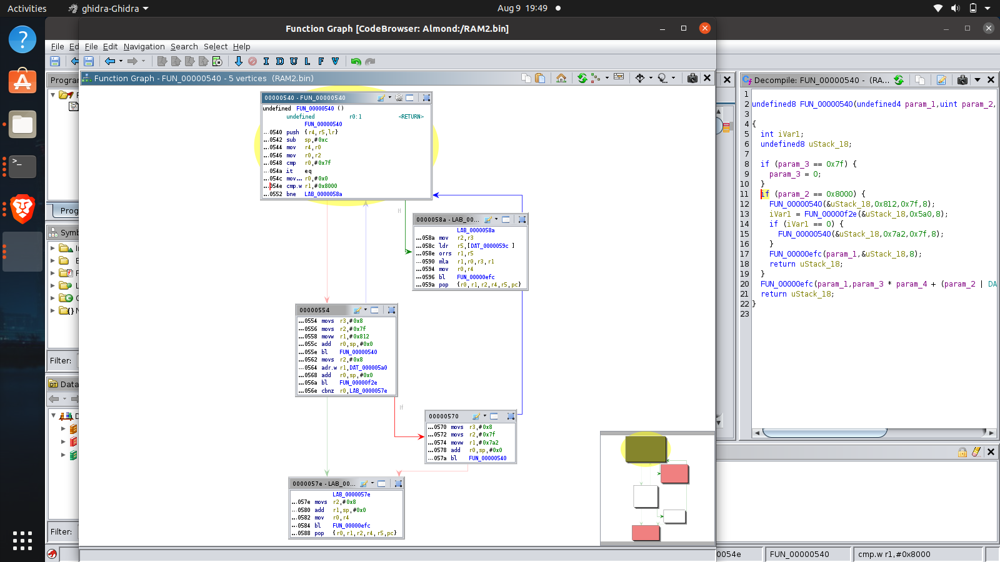 Activities
ghidra-Ghidra
Aug 9 19:49
Function Graph [CodeBrowser: Almond:/RAM2.bin]
File
File Edit Navigation Search Select Help
I D U L F V
Function Graph - FUN_00000540 - 5 vertices (RAM2.bin)
Filter:
Filter:
00000540 - FUN_00000540
undefined FUN_00000540 ()
undefined r0:1 <RETURN>
FUN_00000540
...0540 push {r4,r5,lr}
...0542 sub sp,#0xc
...0544 mov r4,r0
...0546 mov r0,r2
...0548 cmp r0,#0x7f
...054a it eq
...054c mov... r0,#0x0
...054e cmp.w r1,#0x8000
...0552 bne LAB_0000058a
If
0000058a - LAB_00...
LAB_0000058a
...058a mov r2,r3
...058c ldr r5,[DAT_0000059c ]
...058e orrs r1,r5
...0590 mla r1,r0,r3,r1
...0594 mov r0,r4
...0596 bl FUN_00000efc
...059a pop {r0,r1,r2,r4,r5,pc}
00000554
...0554 movs r3,#0x8
...0556 movs r2,#0x7f
...0558 movw r1,#0x812
...055c add r0,sp,#0x0
...055e bl FUN_00000540
...0562 movs r2,#0x8
...0564 adr.w r1,DAT_000005a0
...0568 add r0,sp,#0x0
...056a bl FUN_00000f2e
...056e cbnz r0,LAB_0000057e
If
00000570
...0570 movs r3,#0x8
...0572 movs r2,#0x7f
...0574 movw r1,#0x7a2
...0578 add r0,sp,#0x0
...057a bl FUN_00000540
0000057e - LAB_00...
LAB_0000057e
...057e movs r2,#0x8
...0580 add r1,sp,#0x0
...0582 mov r0,r4
...0584 bl FUN_00000efc
...0588 pop {r0,r1,r2,r4,r5,pc}
Decompile: FUN_00000540 - (RA...
1
2 undefined8 FUN_00000540(undefined4 param_1,uint param_2,
3
4 {
5 int iVar1;
6 undefined8 uStack_18;
7
8 if (param_3 == 0x7f) {
9 param_3 = 0;
10 }
11 if (param_2 == 0x8000) {
12 FUN_00000540(&uStack_18,0x812,0x7f,8);
13 iVar1 = FUN_00000f2e(&uStack_18,0x5a0,8);
14 if (iVar1 == 0) {
15 FUN_00000540(&uStack_18,0x7a2,0x7f,8);
16 }
17 FUN_00000efc(param_1,&uStack_18,8);
18 return uStack_18;
19 }
20 FUN_00000efc(param_1,param_3 * param_4 + (param_2 | DA
21 return uStack_18;
22 }
23
054e
FUN_00000540
cmp.w r1,#0x8000